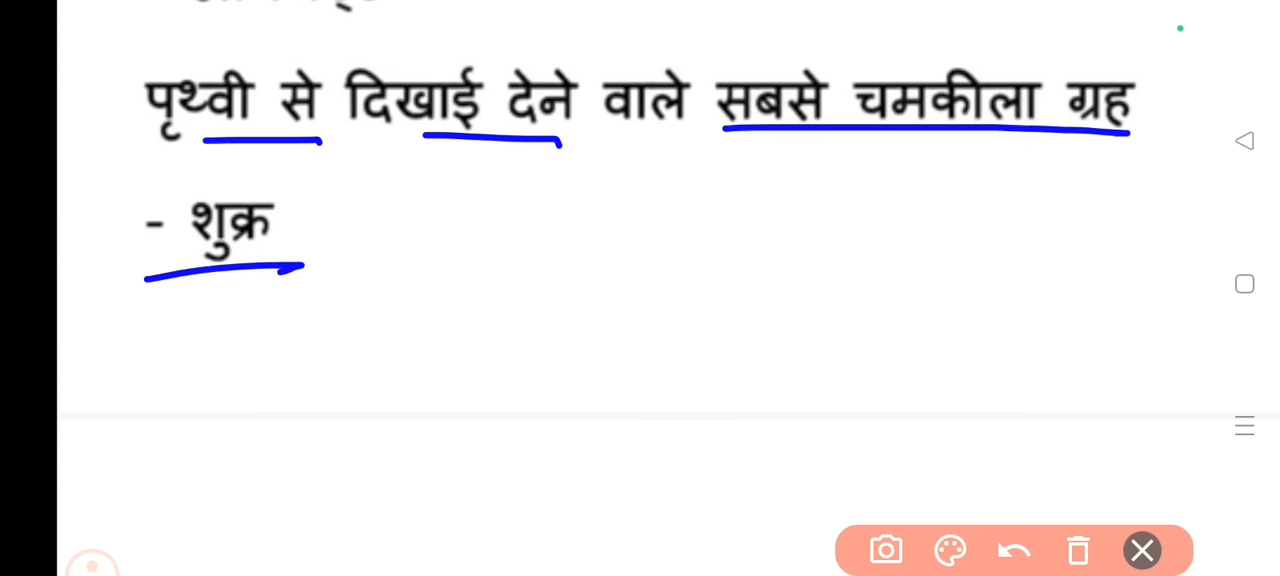 पृथ्वी से दिखाई देने वाले सबसे चमकीला ग्रह
- शुक्र